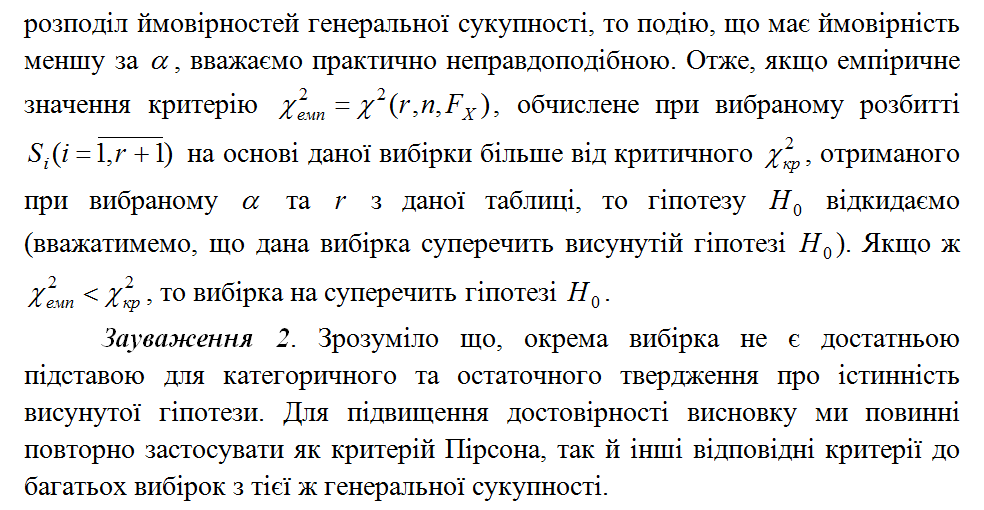 розподіл ймовірностей генеральної сукупності, то подію, що має ймовірність
меншу за α, вважаємо практично неправдоподібною. Отже, якщо емпіричне
значення критерію χ²емп = χ²(r,n,F_X), обчислене при вибраному розбитті
S_i(i = \overline{1,r+1}) на основі даної вибірки більше від критичного χ²кр, отриманого
при вибраному α та r з даної таблиці, то гіпотезу H₀ відкидаємо
(вважатимемо, що дана вибірка суперечить висунутій гіпотезі H₀). Якщо ж
χ²емп < χ²кр, то вибірка на суперечить гіпотезі H₀.
Зауваження 2. Зрозуміло що, окрема вибірка не є достатньою
підставою для категоричного та остаточного твердження про істинність
висунутої гіпотези. Для підвищення достовірності висновку ми повинні
повторно застосувати як критерій Пірсона, так й інші відповідні критерії до
багатьох вибірок з тієї ж генеральної сукупності.